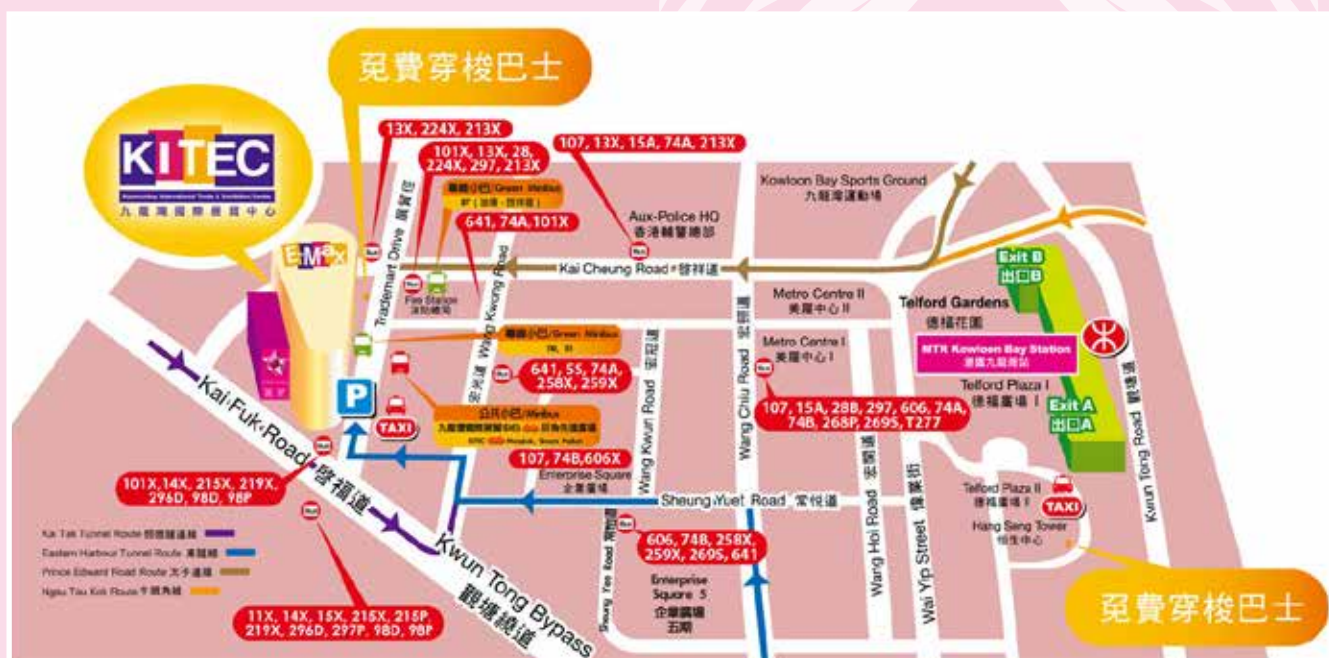 免費穿梭巴士
KITEC
九龍灣國際展貿中心
13X, 224X, 213X
101X, 13X, 28,
224X, 297, 213X
107, 13X, 15A, 74A, 213X
專線小巴/Green Minibus
641, 74A,101X
Kowloon Bay Sports Ground
九龍灣運動場
Aux-Police HQ
香港輔警總部
EMax
Trademart Drive 展貿徑
Bus
Fire Station
消防總局
Wang Kwong Road
宏光道
Kai Cheung Road 啓祥道
Exit B
出口B
Telford Gardens
德福花園
Metro Centre II
美羅中心 II
Metro Centre I
美羅中心 I
MTR Kowloon Bay Station
港鐵九龍灣站
專線小巴/Green Minibus
641, 5S, 74A,
258X, 259X
宏冠道
Wang Kwun Road
Wang Chiu Road 宏照道
107, 15A, 28B, 297, 606, 74A,
74B, 268P, 269S, T277
Telford Plaza I
德福廣場 I
Exit A
出口A
P
TAXI
公共小巴/Minibus
107, 74B,606X
Enterprise Square
企業廣場
Kai Fuk Road 啓福道
101X,14X, 215X, 219X,
296D, 98D, 98P
Sheung Yuet Road 常悦道
Wang Hoi Road 宏開道
Wai Yip Street 偉業街
Telford Plaza II
德福廣場 II
TAXI
Hang Seng Tower
恒生中心
Kwun Tong Road 觀塘道
606, 74B, 258X,
259X, 269S, 641
Kai Tak Tunnel Route 啓德隧道線
Eastern Harbour Tunnel Route 東隧線
Prince Edward Road Route 太子道線
Ngau Tau Kok Route 牛頭角線
Kwun Tong Bypass
觀塘繞道
Sheung Yee Road 常怡道
Enterprise
Square 5
企業廣場
五期
11X, 14X, 15X, 215X, 215P,
219X, 296D, 297P, 98D, 98P
免費穿梭巴士